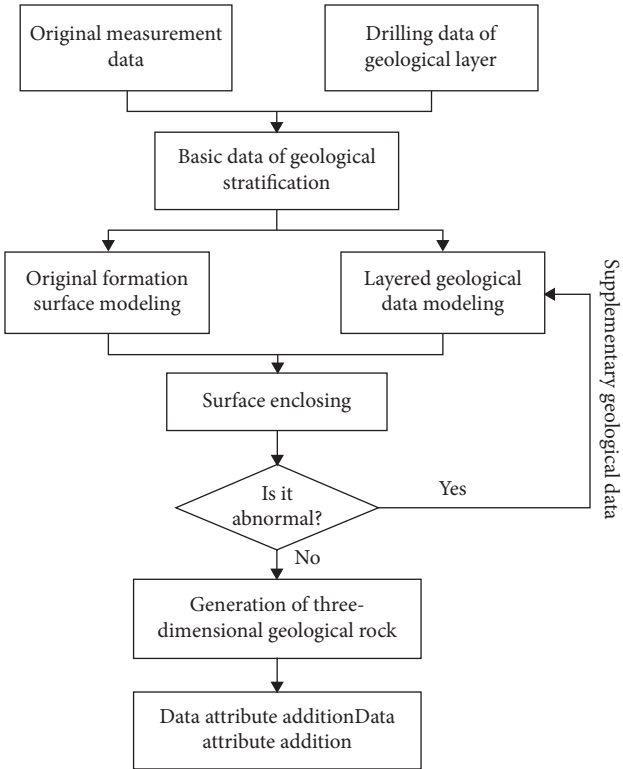 Original measurement
data
Drilling data of
geological layer
Basic data of geological
stratification
Original formation
surface modeling
Layered geological
data modeling
Supplementary geological data
Surface enclosing
Is it
abnormal?
Yes
No
Generation of three-
dimensional geological rock
Data attribute additionData
attribute addition